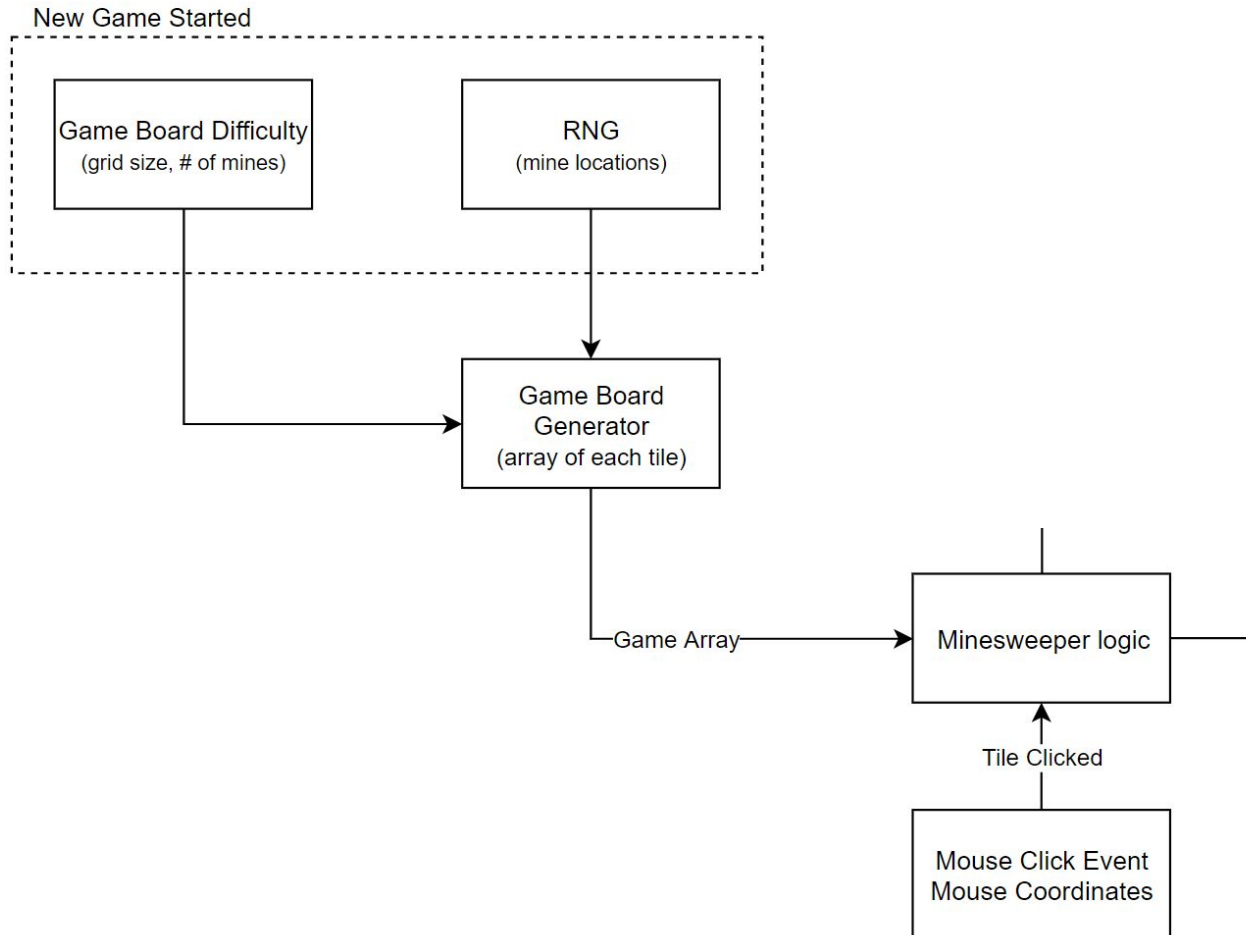 New Game Started
Game Board Difficulty
(grid size, # of mines)
RNG
(mine locations)
Game Board
Generator
(array of each tile)
Game Array
Minesweeper logic
Tile Clicked
Mouse Click Event
Mouse Coordinates